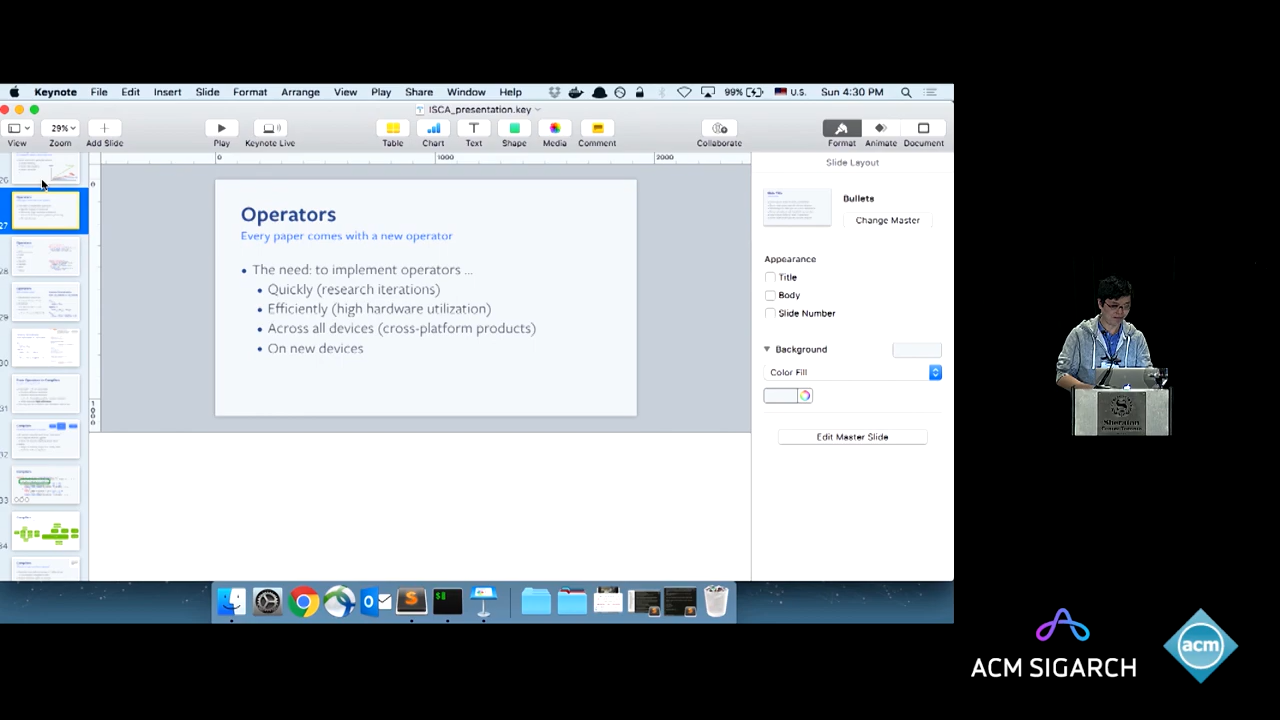 Keynote File Edit Insert Slide Format Arrange View Play Share Window Help 99% U.S. Sun 4:30 PM
ISCA_presentation.key
29%
View Zoom Add Slide Play Keynote Live Table Chart Text Shape Media Comment Collaborate Format Animate Document
0 1000 2000
Slide Layout
Operators
Every paper comes with a new operator
• The need: to implement operators ...
• Quickly (research iterations)
• Efficiently (high hardware utilization)
• Across all devices (cross-platform products)
• On new devices
Bullets
Change Master
Appearance
Title
Body
Slide Number
Background
Color Fill
Edit Master Slide
Sheraton
ACM SIGARCH
acm